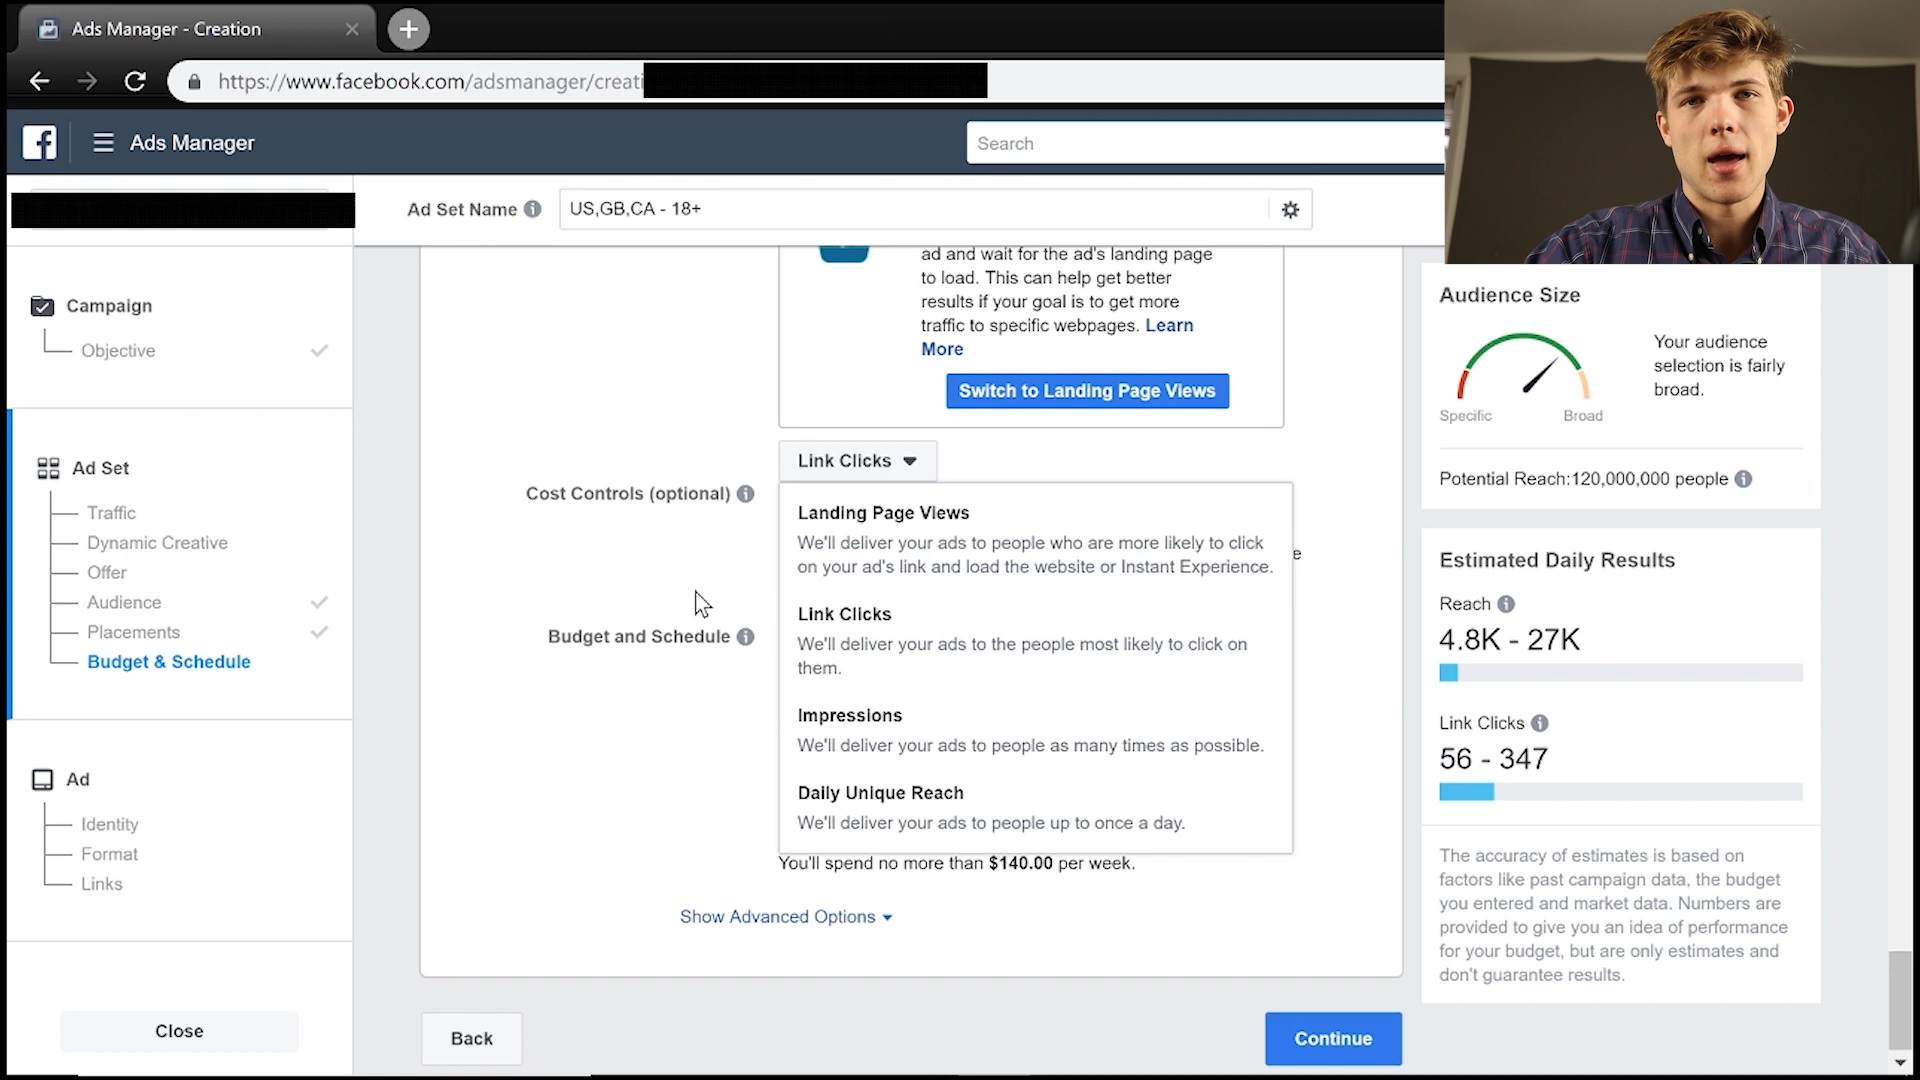 Ads Manager - Creation
https://www.facebook.com/adsmanager/creati
Ads Manager
Search
Ad Set Name
US,GB,CA - 18+
Campaign
Objective
Ad Set
Traffic
Dynamic Creative
Offer
Audience
Placements
Budget & Schedule
Ad
Identity
Format
Links
Close
ad and wait for the ad's landing page
to load. This can help get better
results if your goal is to get more
traffic to specific webpages. Learn
More
Switch to Landing Page Views
Link Clicks
Cost Controls (optional)
Landing Page Views
We'll deliver your ads to people who are more likely to click
on your ad's link and load the website or Instant Experience.
e
Link Clicks
We'll deliver your ads to the people most likely to click on
them.
Budget and Schedule
Impressions
We'll deliver your ads to people as many times as possible.
Daily Unique Reach
We'll deliver your ads to people up to once a day.
You'll spend no more than $140.00 per week.
Show Advanced Options
Back
Continue
Audience Size
Your audience
selection is fairly
broad.
Specific
Broad
Potential Reach:120,000,000 people
Estimated Daily Results
Reach
4.8K - 27K
Link Clicks
56 - 347
The accuracy of estimates is based on
factors like past campaign data, the budget
you entered and market data. Numbers are
provided to give you an idea of performance
for your budget, but are only estimates and
don't guarantee results.